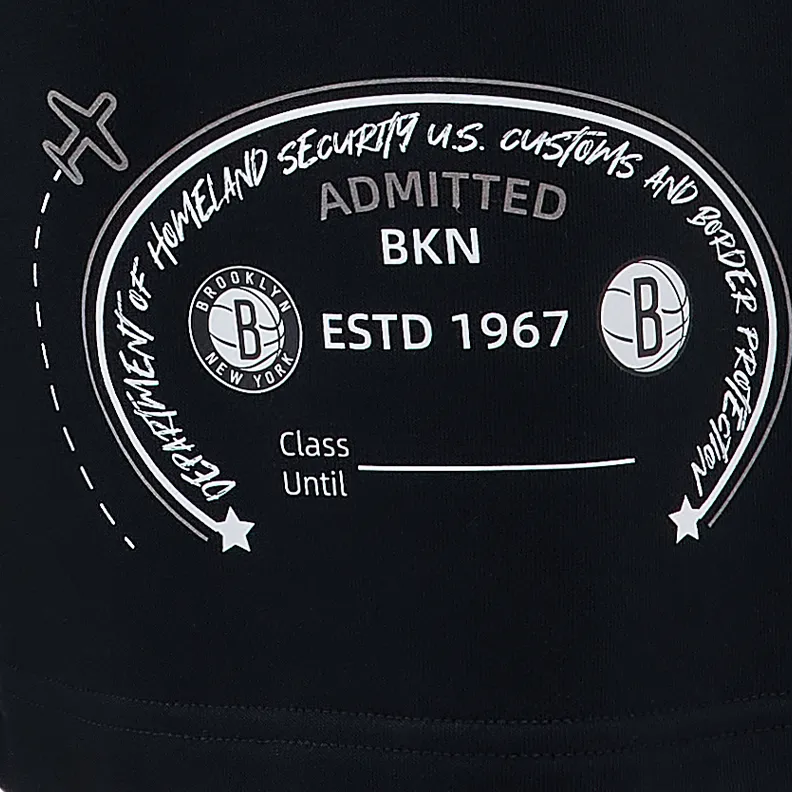 DEPARTMENT OF HOMELAND SECURITY U.S. CUSTOMS AND BORDER PROTECTION
ADMITTED
BKN
BROOKLYN
B
NEW YORK
ESTD 1967
B
Class
Until